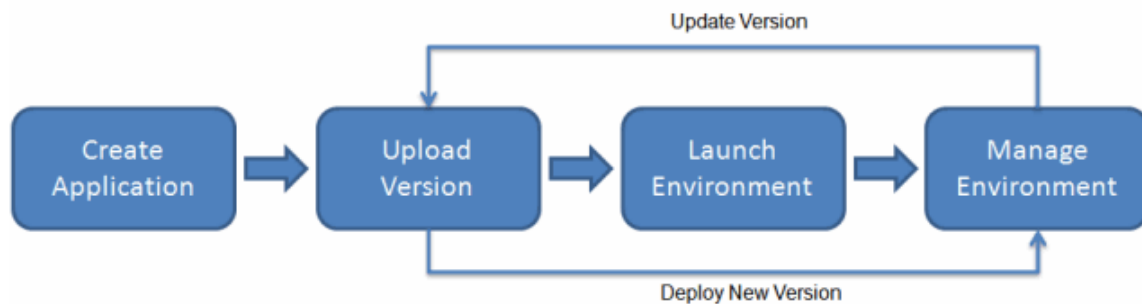 Update Version
Create
Application
Upload
Version
Launch
Environment
Manage
Environment
Deploy New Version